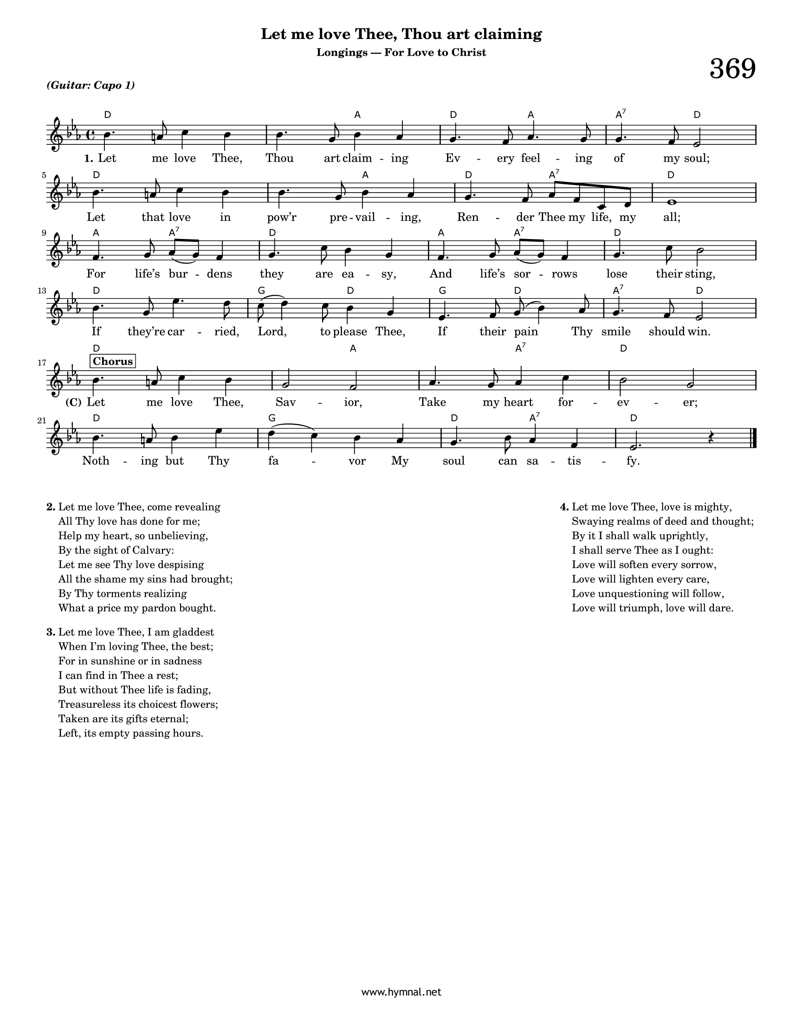 Let me love Thee, Thou art claiming
Longings — For Love to Christ
369
(Guitar: Capo 1)
D A D A A7 D
1. Let me love Thee, Thou art claim - ing Ev - ery feel - ing of my soul;
5
D A D A7 D
Let that love in pow'r pre - vail - ing, Ren - der Thee my life, my all;
9
A A7 D A A7 D
For life's bur - dens they are ea - sy, And life's sor - rows lose their sting,
13
D G D G D A7 D
If they're car - ried, Lord, to please Thee, If their pain Thy smile should win.
D A A7 D
Chorus
17
(C) Let me love Thee, Sav - ior, Take my heart for - ev - er;
21
D G D A7 D
Noth - ing but Thy fa - vor My soul can sa - tis - fy.
2. Let me love Thee, come revealing
All Thy love has done for me;
Help my heart, so unbelieving,
By the sight of Calvary:
Let me see Thy love despising
All the shame my sins had brought;
By Thy torments realizing
What a price my pardon bought.
3. Let me love Thee, I am gladdest
When I'm loving Thee, the best;
For in sunshine or in sadness
I can find in Thee a rest;
But without Thee life is fading,
Treasureless its choicest flowers;
Taken are its gifts eternal;
Left, its empty passing hours.
4. Let me love Thee, love is mighty,
Swaying realms of deed and thought;
By it I shall walk uprightly,
I shall serve Thee as I ought:
Love will soften every sorrow,
Love will lighten every care,
Love unquestioning will follow,
Love will triumph, love will dare.
www.hymnal.net